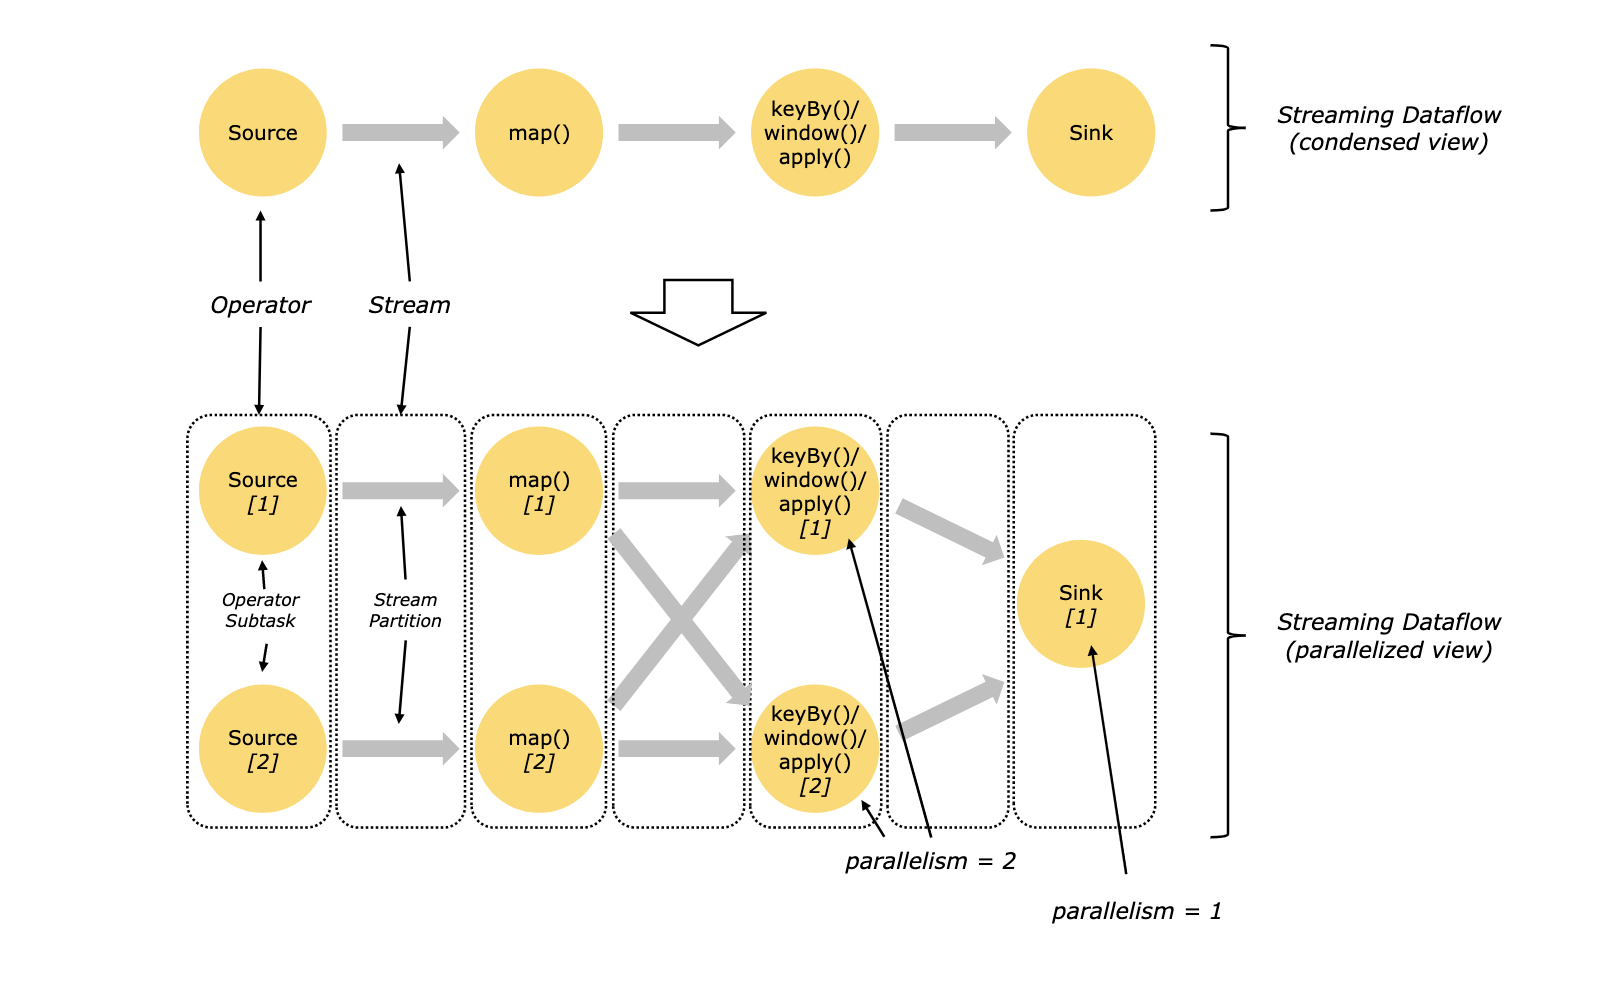 Source
map()
keyBy()/
window()/
apply()
Sink
Streaming Dataflow
(condensed view)
Operator
Stream
Source
[1]
map()
[1]
keyBy()/
window()/
apply()
[1]
Operator
Subtask
Stream
Partition
Sink
[1]
Streaming Dataflow
(parallelized view)
Source
[2]
map()
[2]
keyBy()/
window()/
apply()
[2]
parallelism = 2
parallelism = 1